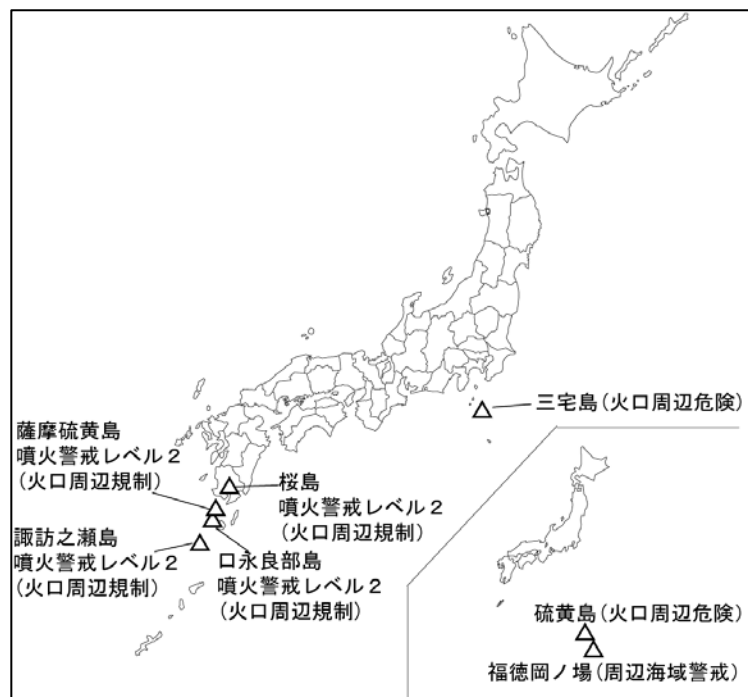 三宅島(火口周辺危険)
薩摩硫黄島
噴火警戒レベル2
(火口周辺規制)
桜島
噴火警戒レベル2
(火口周辺規制)
諏訪之瀬島
噴火警戒レベル2
(火口周辺規制)
口永良部島
噴火警戒レベル2
(火口周辺規制)
硫黄島(火口周辺危険)
福徳岡ノ場(周辺海域警戒)